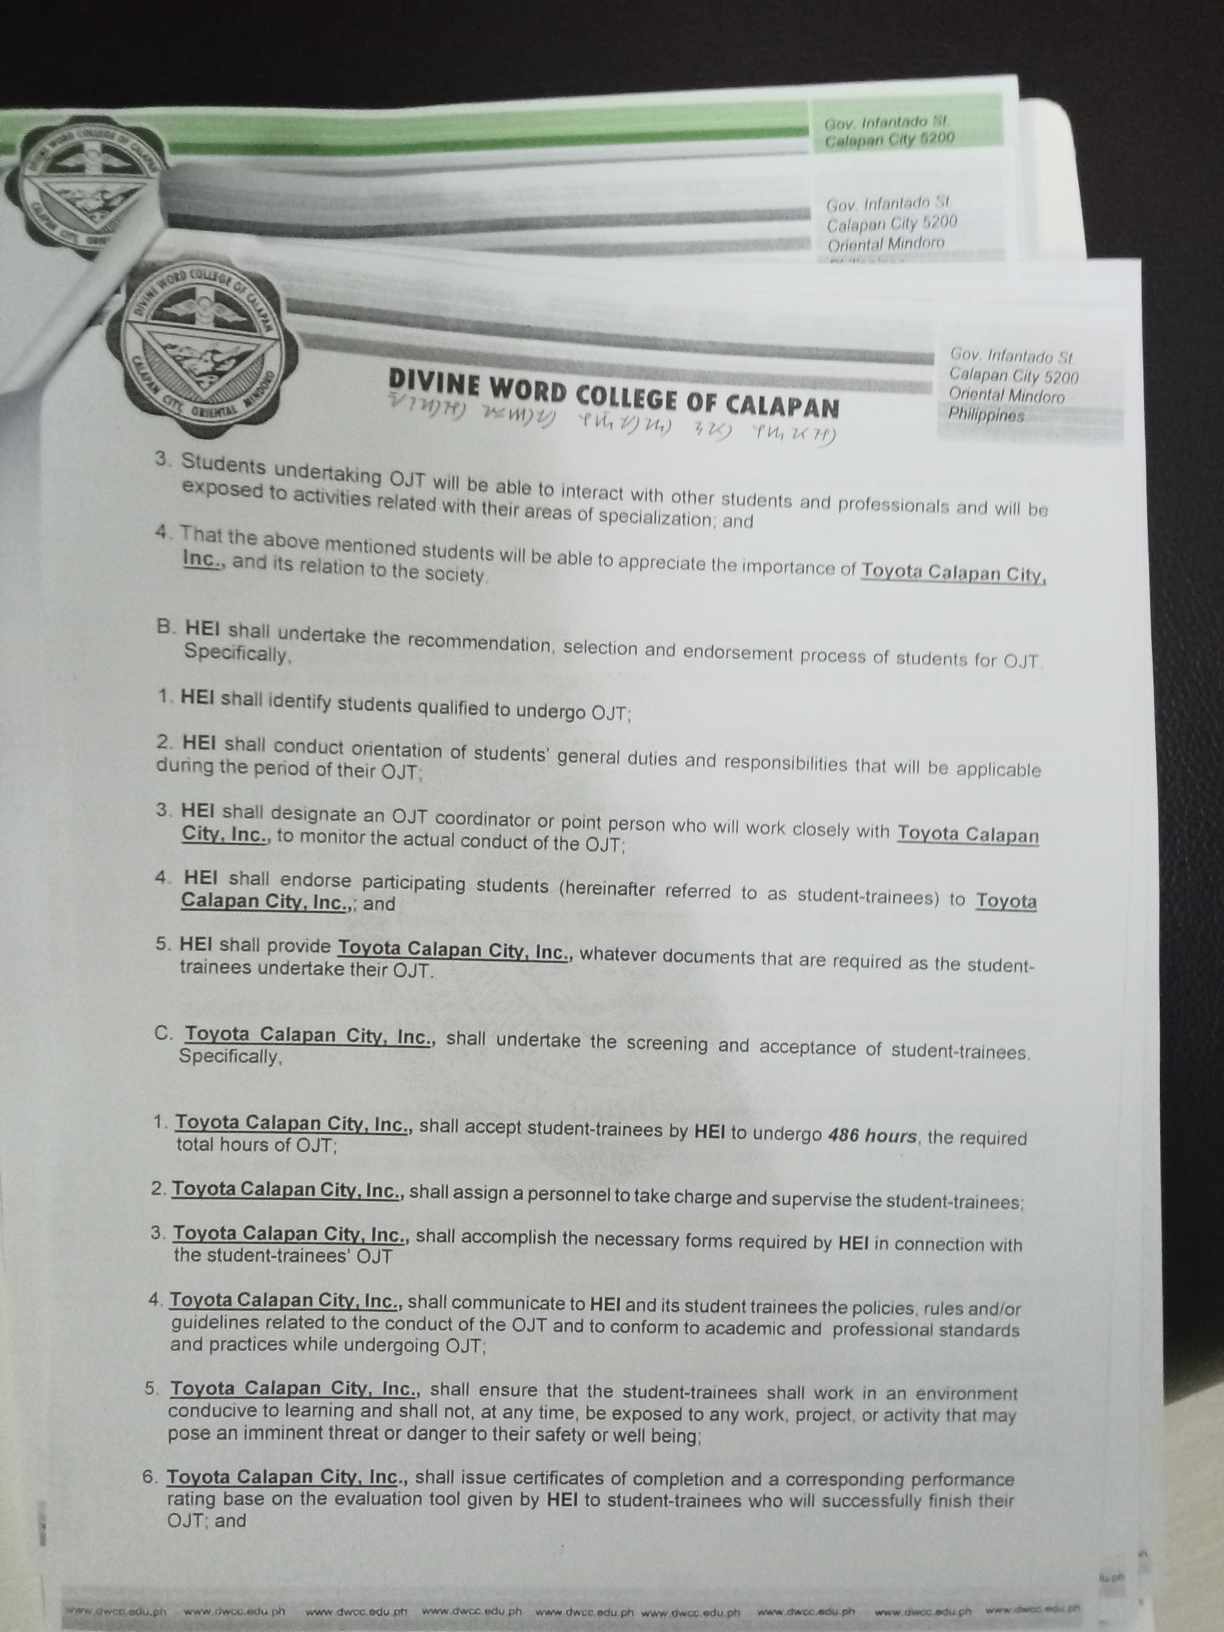 Gov. Infantado St.
Calapan City 5200
Gov. Infantado St
Calapan City 5200
Oriental Mindoro
DIVINE WORD COLLEGE OF CALAPAN
CALAPAN CITY, ORIENTAL MINDORO
Gov. Infantado St
Calapan City 5200
Oriental Mindoro
Philippines
DIVINE WORD COLLEGE OF CALAPAN
3. Students undertaking OJT will be able to interact with other students and professionals and will be
exposed to activities related with their areas of specialization; and
4. That the above mentioned students will be able to appreciate the importance of Toyota Calapan City,
Inc., and its relation to the society.
B. HEI shall undertake the recommendation, selection and endorsement process of students for OJT.
Specifically,
1. HEI shall identify students qualified to undergo OJT;
2. HEI shall conduct orientation of students' general duties and responsibilities that will be applicable
during the period of their OJT;
3. HEI shall designate an OJT coordinator or point person who will work closely with Toyota Calapan
City, Inc., to monitor the actual conduct of the OJT;
4. HEI shall endorse participating students (hereinafter referred to as student-trainees) to Toyota
Calapan City, Inc.,; and
5. HEI shall provide Toyota Calapan City, Inc., whatever documents that are required as the student-
trainees undertake their OJT.
C. Toyota Calapan City, Inc., shall undertake the screening and acceptance of student-trainees.
Specifically,
1. Toyota Calapan City, Inc., shall accept student-trainees by HEI to undergo 486 hours, the required
total hours of OJT;
2. Toyota Calapan City, Inc., shall assign a personnel to take charge and supervise the student-trainees;
3. Toyota Calapan City, Inc., shall accomplish the necessary forms required by HEI in connection with
the student-trainees' OJT
4. Toyota Calapan City, Inc., shall communicate to HEI and its student trainees the policies, rules and/or
guidelines related to the conduct of the OJT and to conform to academic and professional standards
and practices while undergoing OJT;
5. Toyota Calapan City, Inc., shall ensure that the student-trainees shall work in an environment
conducive to learning and shall not, at any time, be exposed to any work, project, or activity that may
pose an imminent threat or danger to their safety or well being;
6. Toyota Calapan City, Inc., shall issue certificates of completion and a corresponding performance
rating base on the evaluation tool given by HEI to student-trainees who will successfully finish their
OJT; and
www.dwcc.edu.ph www.dwcc.edu.ph www.dwcc.edu.ph www.dwcc.edu.ph www.dwcc.edu.ph www.dwcc.edu.ph www.dwcc.edu.ph www.dwcc.edu.ph www.dwcc.edu.ph